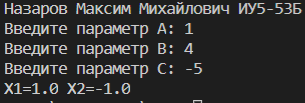 Назаров Максим Михайлович ИУ5-53Б
Введите параметр A: 1
Введите параметр B: 4
Введите параметр C: -5
X1=1.0 X2=-1.0